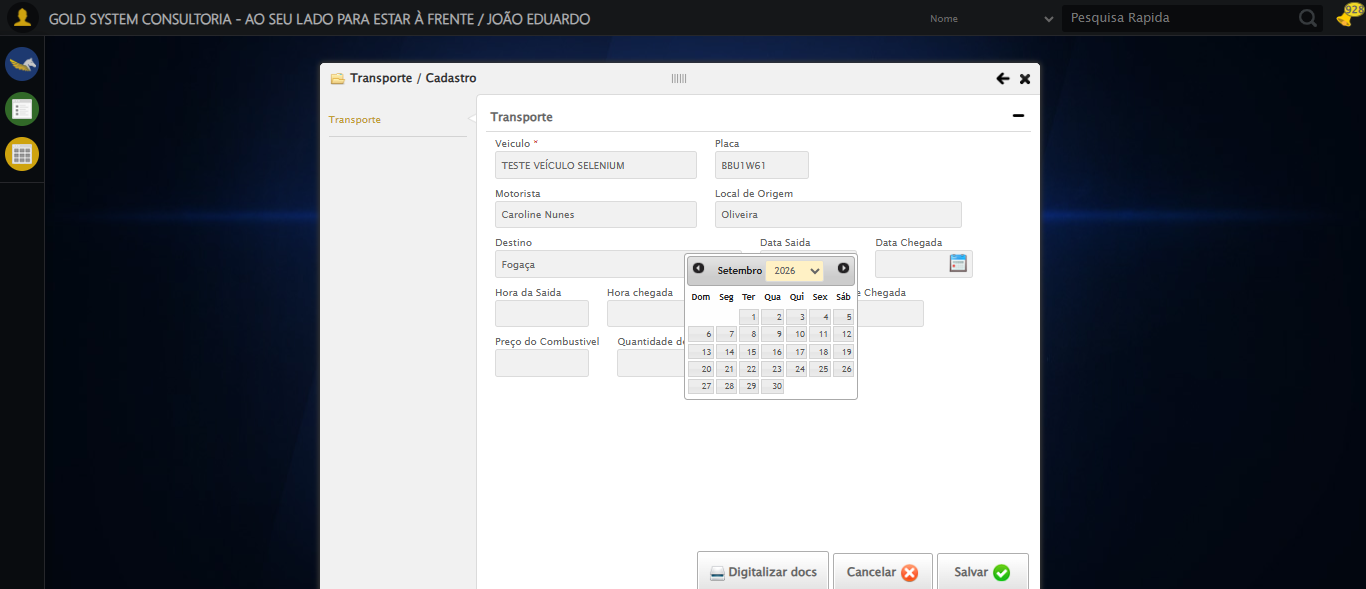 GOLD SYSTEM CONSULTORIA - AO SEU LADO PARA ESTAR À FRENTE / JOÃO EDUARDO
Nome
Pesquisa Rapida
928
Transporte / Cadastro
Transporte
Transporte
Veiculo * Placa
TESTE VEÍCULO SELENIUM BBU1W61
Motorista Local de Origem
Caroline Nunes Oliveira
Destino Data Saida Data Chegada
Fogaça
Setembro 2026
Dom Seg Ter Qua Qui Sex Sáb
1 2 3 4 5
6 7 8 9 10 11 12
13 14 15 16 17 18 19
20 21 22 23 24 25 26
27 28 29 30
Hora da Saida Hora chegada e Chegada
Preço do Combustivel Quantidade d
Digitalizar docs Cancelar Salvar